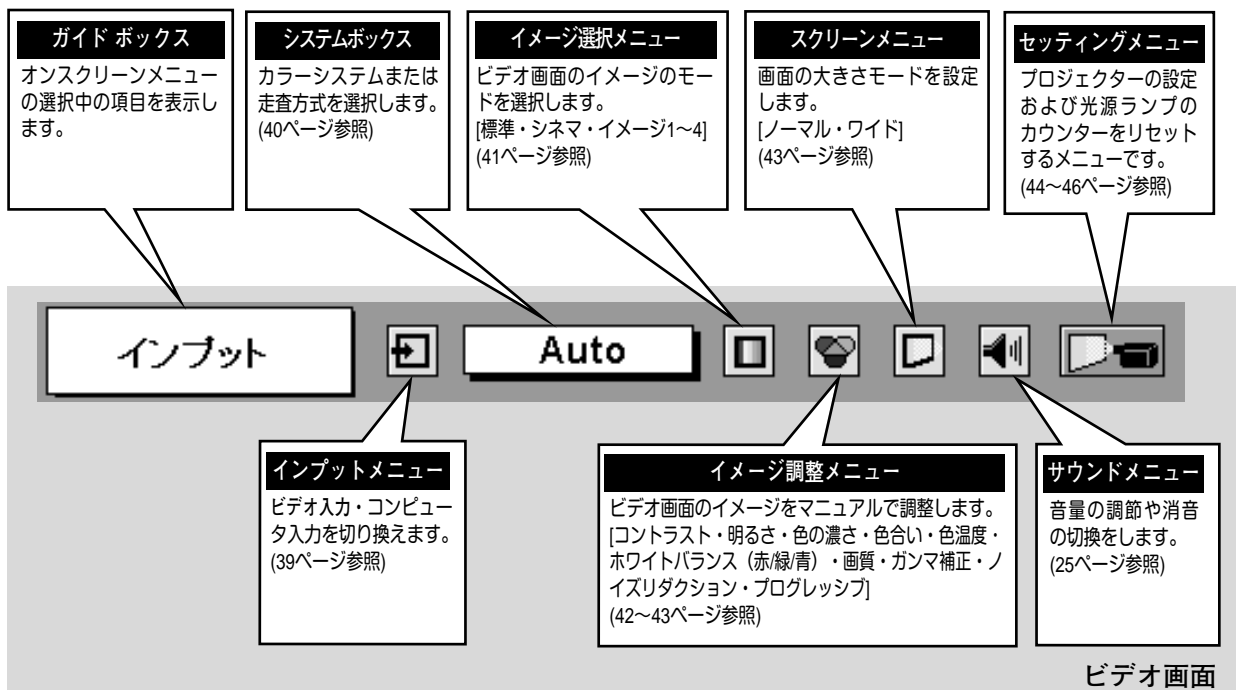 ガイド ボックス
オンスクリーンメニュー
の選択中の項目を表示し
ます。
システムボックス
カラーシステムまたは
走査方式を選択します。
(40ページ参照)
イメージ選択メニュー
ビデオ画面のイメージのモー
ドを選択します。
[標準・シネマ・イメージ1～4]
(41ページ参照)
スクリーンメニュー
画面の大きさモードを設定
します。
[ノーマル・ワイド]
(43ページ参照)
セッティングメニュー
プロジェクターの設定
および光源ランプの
カウンターをリセット
するメニューです。
(44～46ページ参照)
インプット
Auto
インプットメニュー
ビデオ入力・コンピュー
タ入力を切り換えます。
(39ページ参照)
イメージ調整メニュー
ビデオ画面のイメージをマニュアルで調整します。
[コントラスト・明るさ・色の濃さ・色合い・色温度・
ホワイトバランス（赤/緑/青）・画質・ガンマ補正・ノ
イズリダクション・プログレッシブ]
(42～43ページ参照)
サウンドメニュー
音量の調節や消音
の切換をします。
(25ページ参照)
ビデオ画面